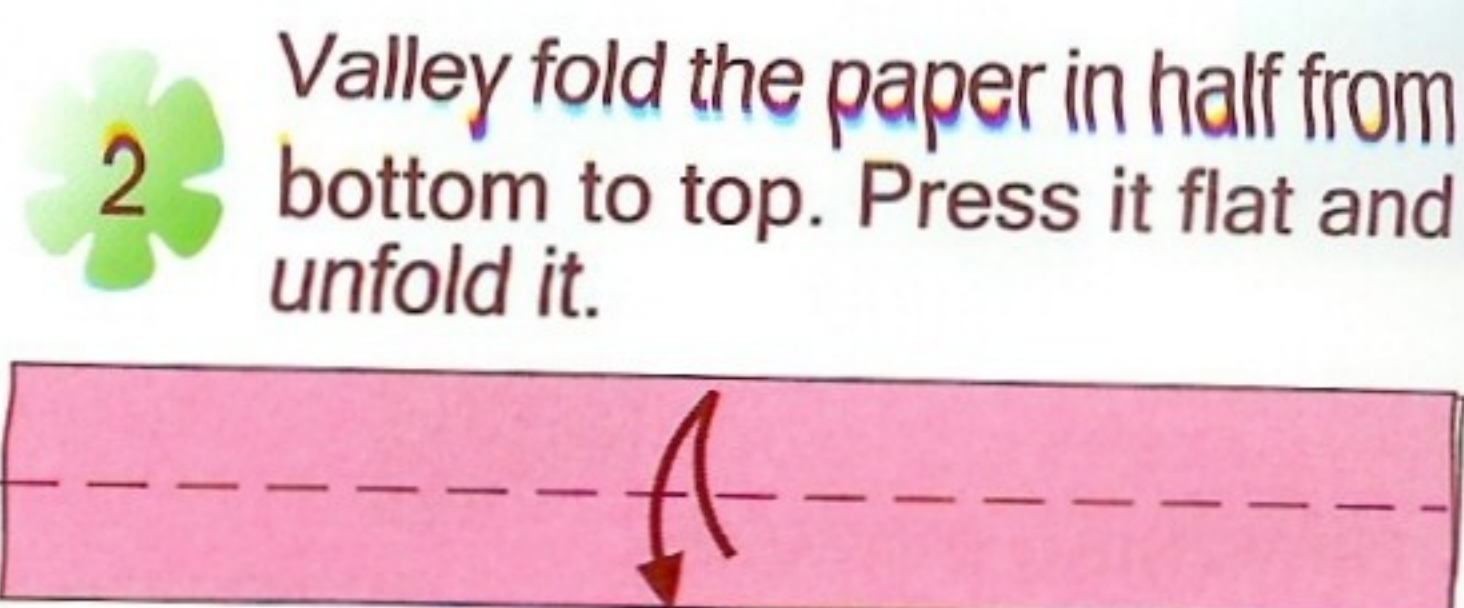 2
Valley fold the paper in half from
bottom to top. Press it flat and
unfold it.